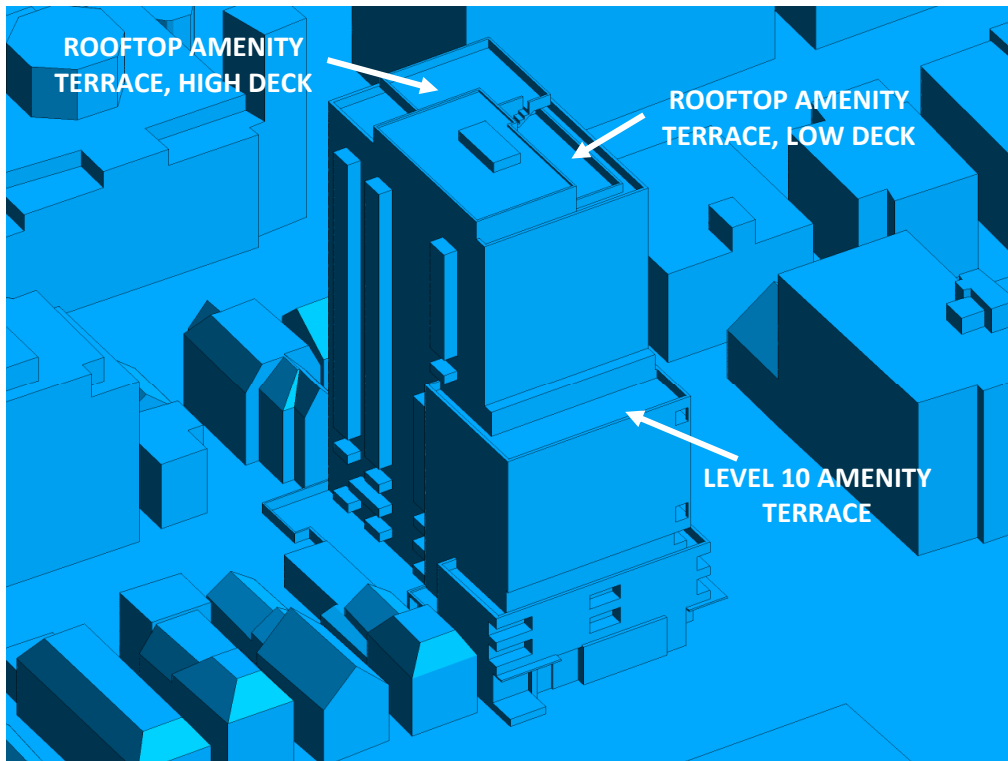 ROOFTOP AMENITY
TERRACE, HIGH DECK
ROOFTOP AMENITY
TERRACE, LOW DECK
LEVEL 10 AMENITY
TERRACE